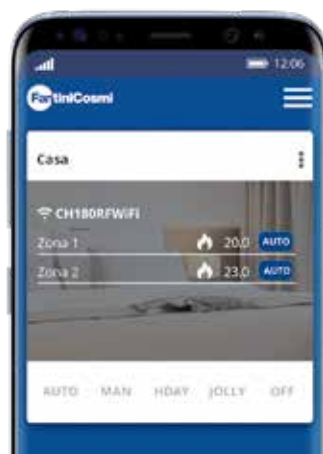 12:06
FantiniCosmi
Casa
CH180RFWiFi
Zona 1 20.0 AUTO
Zona 2 23.0 AUTO
AUTO MAN HDAY JOLLY OFF